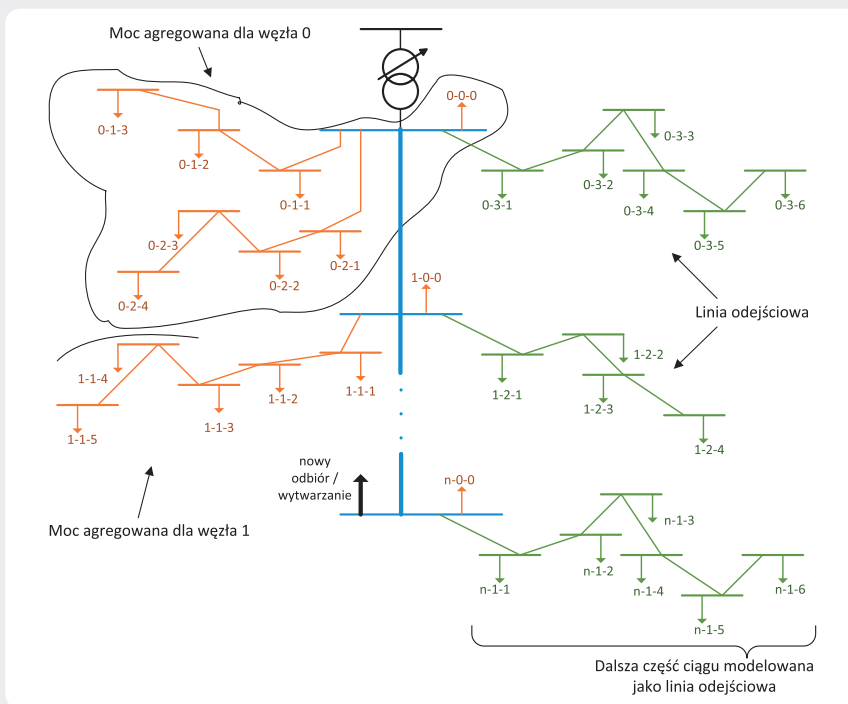 Moc agregowana dla węzła 0
0-0-0
0-1-3
0-1-2
0-1-1
0-2-3
0-2-1
0-2-2
0-2-4
0-3-3
0-3-2
0-3-1
0-3-4
0-3-6
0-3-5
1-0-0
Linia odejściowa
1-1-4
1-1-1
1-1-2
1-1-3
1-1-5
1-2-2
1-2-1
1-2-3
1-2-4
nowy
odbiór /
wytwarzanie
n-0-0
Moc agregowana dla węzła 1
n-1-3
n-1-2
n-1-1
n-1-4
n-1-6
n-1-5
Dalsza część ciągu modelowana
jako linia odejściowa